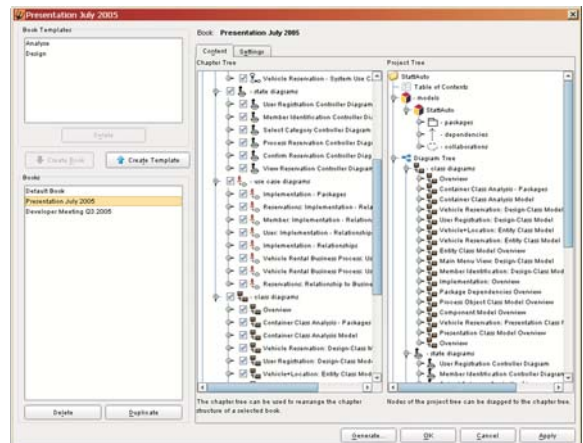 Presentation July 2005
Book Templates
Analysis
Design
Delete
Create Book
Create Template
Books
Default Book
Presentation July 2005
Developer Meeting Q3 2005
Delete
Duplicate
Book: Presentation July 2005
Content
Settings
Chapter Tree
Vehicle Reservation - System Use C
- state diagrams
User Registration Controller Diagram
Member Identification Controller Di
Select Category Controller Diagram
Process Reservation Controller Diag
Confirm Reservation Controller Diag
View Reservation Controller Diagram
- use case diagrams
Implementation - Packages
Reservations: Implementation - Rela
Member: Implementation - Relation
User: Implementation - Relationshi
Implementation - Relationships
Vehicle Rental Business Process: Us
Vehicle Rental Business Process: Us
Reservations: Relationship to Busine
- class diagrams
Overview
Container Class Analysis - Packages
Container Class Analysis Model
Vehicle Reservation: Design-Class M
User Registration: Design-Class Mod
Vehicle+Location: Entity Class Mode
The chapter tree can be used to rearrange the chapter
structure of a selected book.
Project Tree
StattAuto
Table of Contents
- models
StattAuto
- packages
- dependencies
- collaborations
Diagram Tree
- class diagrams
Overview
Container Class Analysis - Packages
Container Class Analysis Model
Vehicle Reservation: Design-Class Model
User Registration: Design-Class Model
Vehicle+Location: Entity Class Model
Vehicle Reservation: Entity Class Model
Entity Class Model Overview
Main Menu View: Design-Class Model
Member Identification: Design-Class Model
Implementation: Overview
Package Dependencies Overview
Process Object Class Model Overview
Component Model Overview
Vehicle Reservation: Presentation Class M
Presentation Class Model Overview
Overview
- state diagrams
User Registration Controller Diagram
Member Identification Controller Diagram
Nodes of the project tree can be dragged to the chapter tree.
Generate...
OK
Cancel
Apply